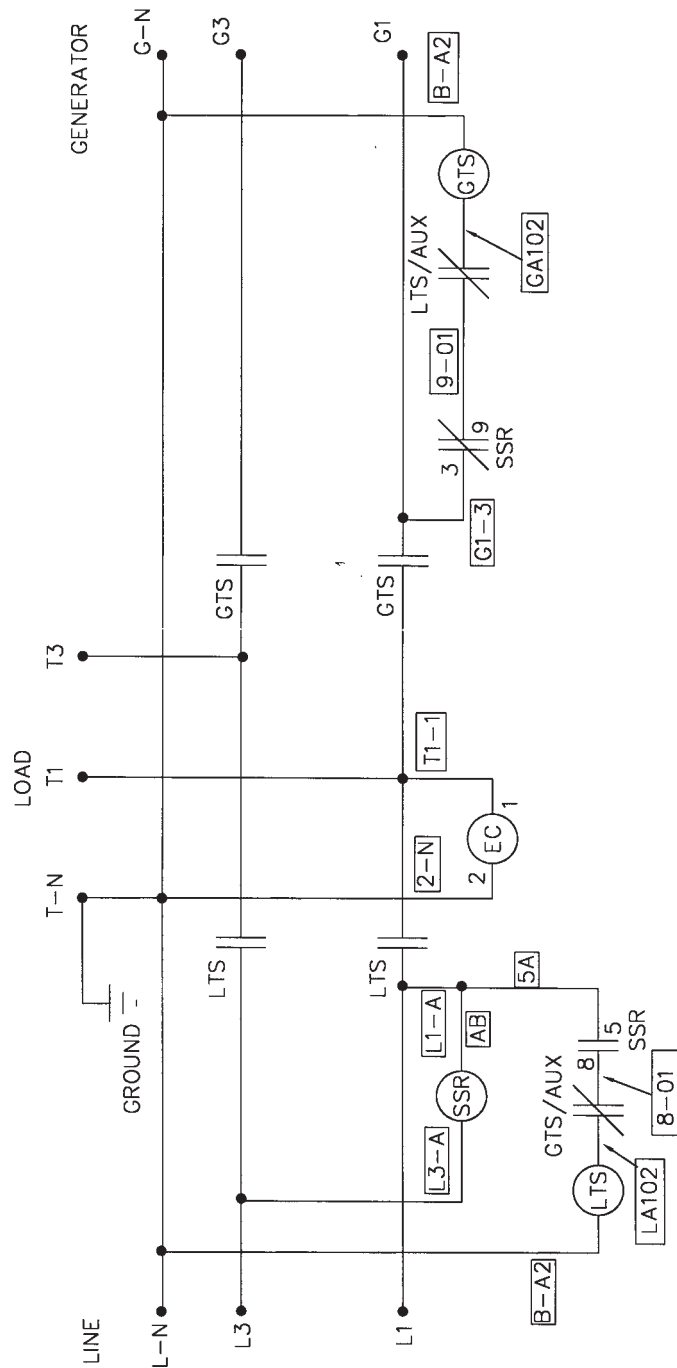 LOAD
T-N T1 T3
LINE
GENERATOR
GROUND
L-N
G-N
L3
LTS
GTS
G3
L1
LTS
GTS
G1
L1-A
2-N
T1-1
LTS/AUX
B-A2
L3-A
AB
SSR
3
9
9-01
GTS
G1-3
SSR
2
EC
1
5A
GA102
GTS/AUX
B-A2
LTS
8
5
SSR
LA102
8-01